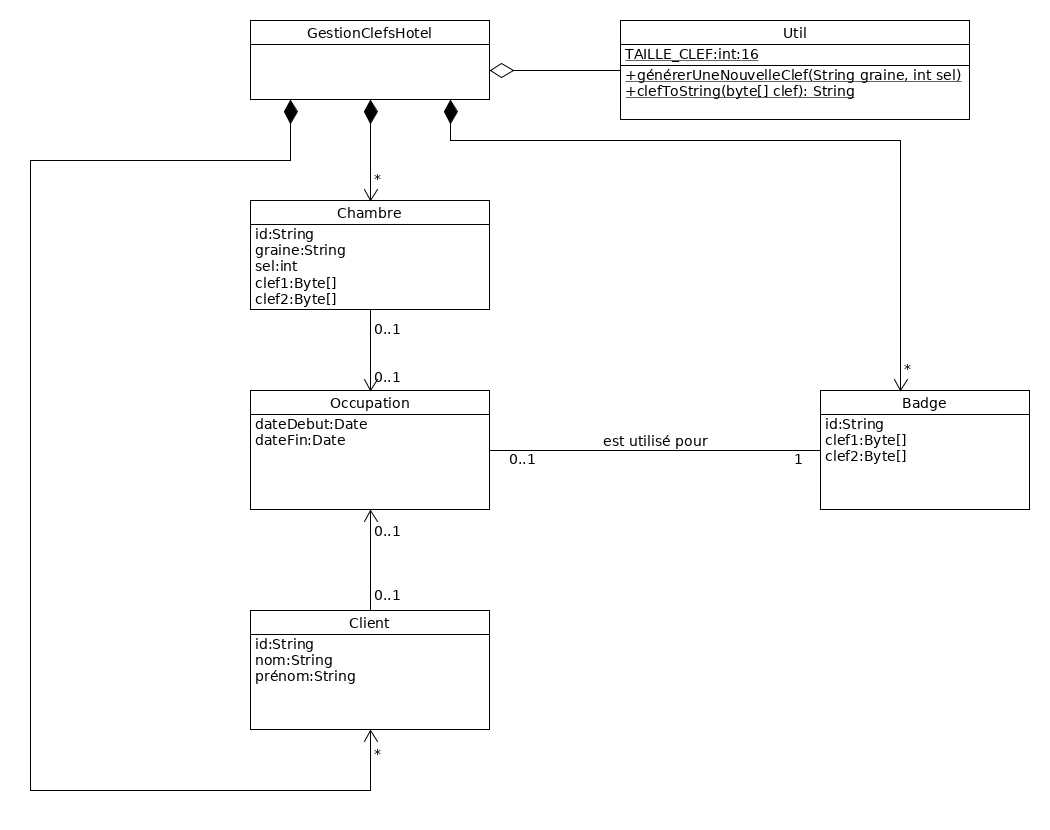 GestionClefsHotel
Util
TAILLE_CLEF:int:16
+générerUneNouvelleClef(String graine, int sel)
+clefToString(byte[] clef): String
*
Chambre
id:String
graine:String
sel:int
clef1:Byte[]
clef2:Byte[]
0..1
0..1
*
Occupation
dateDebut:Date
dateFin:Date
est utilisé pour
0..1
1
Badge
id:String
clef1:Byte[]
clef2:Byte[]
0..1
0..1
Client
id:String
nom:String
prénom:String
*